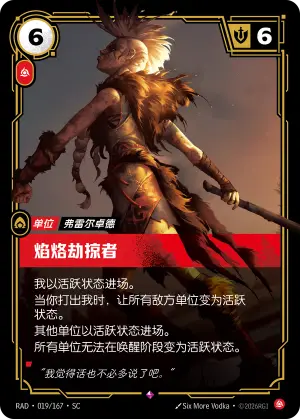 6
6
单位 弗雷尔卓德
焰烙劫掠者
我以活跃状态进场。
当你打出我时，让所有敌方单位变为活跃
状态。
其他单位以活跃状态进场。
所有单位无法在唤醒阶段变为活跃状态。
"我觉得话也不必多说了吧。"
RAD • 019/167 • SC
Six More Vodka • ©2026RGI